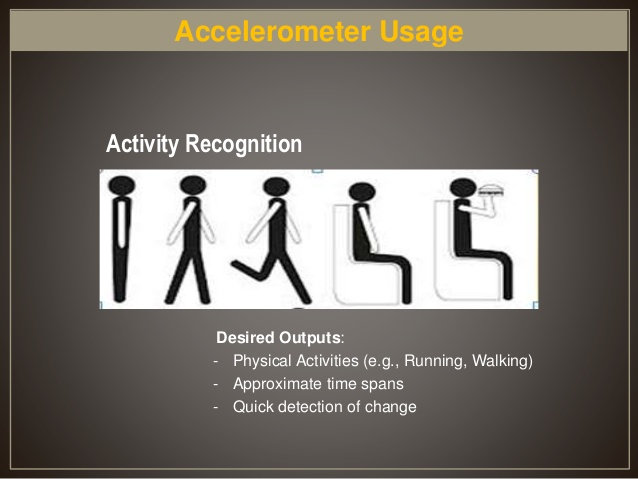 Accelerometer Usage
Activity Recognition
Desired Outputs:
- Physical Activities (e.g., Running, Walking)
- Approximate time spans
- Quick detection of change